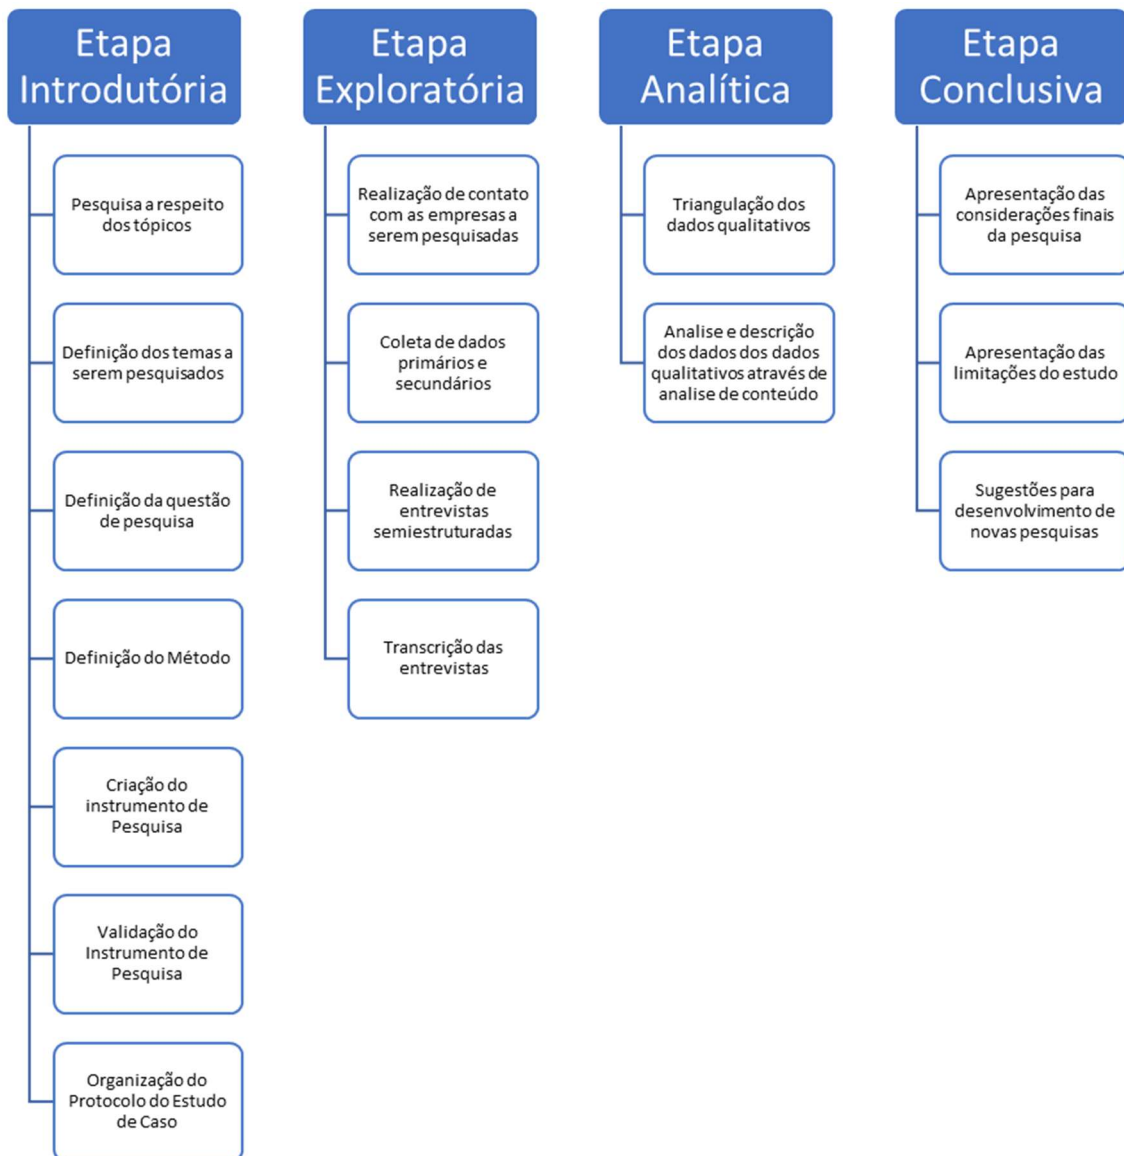 Etapa
Introdutória
Pesquisa a respeito
dos tópicos
Definição dos temas a
serem pesquisados
Definição da questão
de pesquisa
Definição do Método
Criação do
instrumento de
Pesquisa
Validação do
Instrumento de
Pesquisa
Organização do
Protocolo do Estudo
de Caso
Etapa
Exploratória
Realização de contato
com as empresas a
serem pesquisadas
Coleta de dados
primários e
secundários
Realização de
entrevistas
semiestruturadas
Transcrição das
entrevistas
Etapa
Analítica
Triangulação dos
dados qualitativos
Analise e descrição
dos dados dos dados
qualitativos através de
analise de conteúdo
Etapa
Conclusiva
Apresentação das
considerações finais
da pesquisa
Apresentação das
limitações do estudo
Sugestões para
desenvolvimento de
novas pesquisas